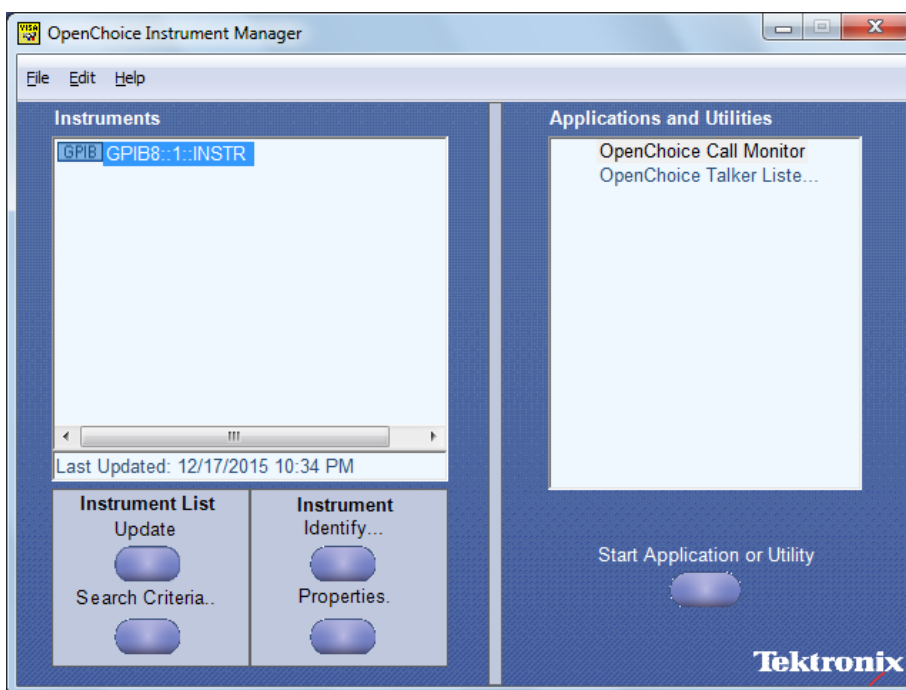 VISA
OpenChoice Instrument Manager
File Edit Help
Instruments
GPIB GPIB8::1::INSTR
Last Updated: 12/17/2015 10:34 PM
Instrument List
Update
Search Criteria..
Instrument
Identify...
Properties.
Applications and Utilities
OpenChoice Call Monitor
OpenChoice Talker Liste...
Start Application or Utility
Tektronix